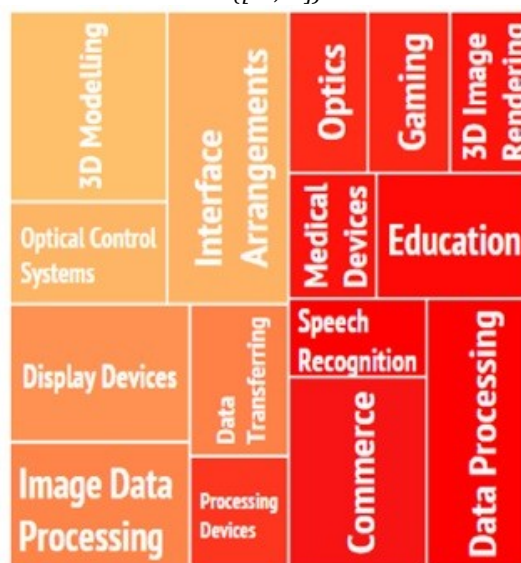 3D Modelling
Interface
Arrangements
Optics
Gaming
3D Image
Rendering
Optical Control
Systems
Medical
Devices
Education
Display Devices
Data
Transferring
Speech
Recognition
Data Processing
Image Data
Processing
Processing
Devices
Commerce